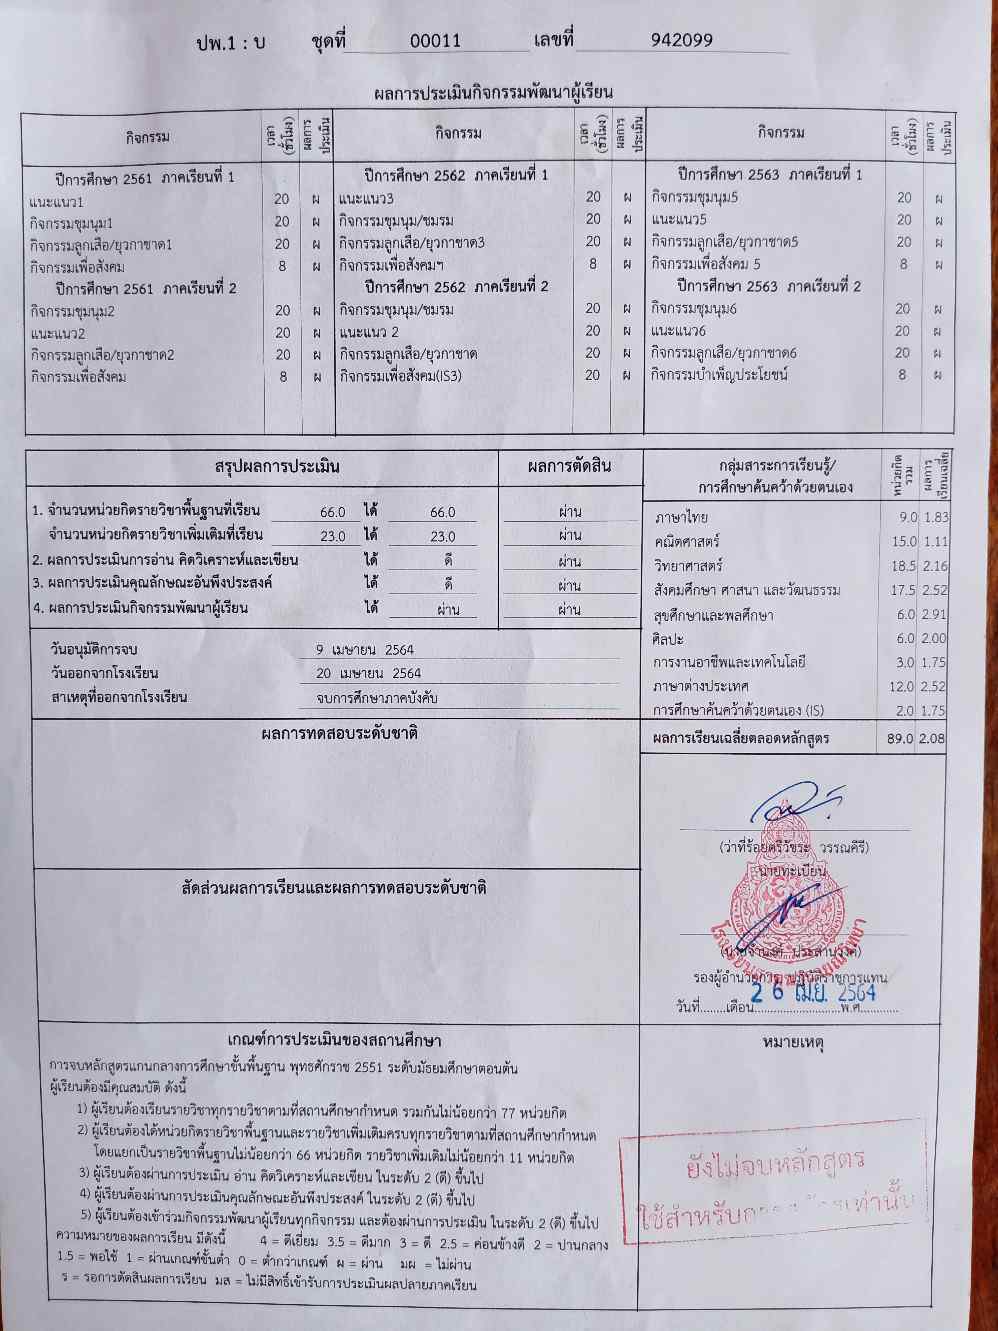 ปพ.1 : บ ชุดที่ 00011 เลขที่ 942099
ผลการประเมินกิจกรรมพัฒนาผู้เรียน
กิจกรรม เวลา (ชั่วโมง) ผลการประเมิน กิจกรรม เวลา (ชั่วโมง) ผลการประเมิน กิจกรรม เวลา (ชั่วโมง) ผลการประเมิน
ปีการศึกษา 2561 ภาคเรียนที่ 1
แนะแนว1 20 ผ
กิจกรรมชุมนุม1 20 ผ
กิจกรรมลูกเสือ/ยุวกาชาด1 20 ผ
กิจกรรมเพื่อสังคม 8 ผ
ปีการศึกษา 2561 ภาคเรียนที่ 2
กิจกรรมชุมนุม2 20 ผ
แนะแนว2 20 ผ
กิจกรรมลูกเสือ/ยุวกาชาด2 20 ผ
กิจกรรมเพื่อสังคม 8 ผ
ปีการศึกษา 2562 ภาคเรียนที่ 1
แนะแนว3 20 ผ
กิจกรรมชุมนุม/ชมรม 20 ผ
กิจกรรมลูกเสือ/ยุวกาชาด3 20 ผ
กิจกรรมเพื่อสังคมฯ 8 ผ
ปีการศึกษา 2562 ภาคเรียนที่ 2
กิจกรรมชุมนุม/ชมรม 20 ผ
แนะแนว 2 20 ผ
กิจกรรมลูกเสือ/ยุวกาชาด 20 ผ
กิจกรรมเพื่อสังคม(IS3) 20 ผ
ปีการศึกษา 2563 ภาคเรียนที่ 1
กิจกรรมชุมนุม5 20 ผ
แนะแนว5 20 ผ
กิจกรรมลูกเสือ/ยุวกาชาด5 20 ผ
กิจกรรมเพื่อสังคม 5 8 ผ
ปีการศึกษา 2563 ภาคเรียนที่ 2
กิจกรรมชุมนุม6 20 ผ
แนะแนว6 20 ผ
กิจกรรมลูกเสือ/ยุวกาชาด6 20 ผ
กิจกรรมบำเพ็ญประโยชน์ 8 ผ
สรุปผลการประเมิน ผลการตัดสิน
1. จำนวนหน่วยกิตรายวิชาพื้นฐานที่เรียน 66.0 ได้ 66.0 ผ่าน
จำนวนหน่วยกิตรายวิชาเพิ่มเติมที่เรียน 23.0 ได้ 23.0 ผ่าน
2. ผลการประเมินการอ่าน คิดวิเคราะห์และเขียน ได้ ดี ผ่าน
3. ผลการประเมินคุณลักษณะอันพึงประสงค์ ได้ ดี ผ่าน
4. ผลการประเมินกิจกรรมพัฒนาผู้เรียน ได้ ผ่าน ผ่าน
วันอนุมัติการจบ 9 เมษายน 2564
วันออกจากโรงเรียน 20 เมษายน 2564
สาเหตุที่ออกจากโรงเรียน จบการศึกษาภาคบังคับ
กลุ่มสาระการเรียนรู้/ การศึกษาค้นคว้าด้วยตนเอง หน่วยกิตรวม ผลการเรียนเฉลี่ย
ภาษาไทย 9.0 1.83
คณิตศาสตร์ 15.0 1.11
วิทยาศาสตร์ 18.5 2.16
สังคมศึกษา ศาสนา และวัฒนธรรม 17.5 2.52
สุขศึกษาและพลศึกษา 6.0 2.91
ศิลปะ 6.0 2.00
การงานอาชีพและเทคโนโลยี 3.0 1.75
ภาษาต่างประเทศ 12.0 2.52
การศึกษาค้นคว้าด้วยตนเอง (IS) 2.0 1.75
ผลการเรียนเฉลี่ยตลอดหลักสูตร 89.0 2.08
ผลการทดสอบระดับชาติ
สัดส่วนผลการเรียนและผลการทดสอบระดับชาติ
(ว่าที่ร้อยตรีวัชระ วรรณคีรี)
นายทะเบียน
รองผู้อำนวยการ ปฏิบัติราชการแทน
26 เม.ย. 2564
วันที่........เดือน........................พ.ศ...........
เกณฑ์การประเมินของสถานศึกษา
การจบหลักสูตรแกนกลางการศึกษาขั้นพื้นฐาน พุทธศักราช 2551 ระดับมัธยมศึกษาตอนต้น
ผู้เรียนต้องมีคุณสมบัติ ดังนี้
1) ผู้เรียนต้องเรียนรายวิชาทุกรายวิชาตามที่สถานศึกษากำหนด รวมกันไม่น้อยกว่า 77 หน่วยกิต
2) ผู้เรียนต้องได้หน่วยกิตรายวิชาพื้นฐานและรายวิชาเพิ่มเติมครบทุกรายวิชาตามที่สถานศึกษากำหนด
โดยแยกเป็นรายวิชาพื้นฐานไม่น้อยกว่า 66 หน่วยกิต รายวิชาเพิ่มเติมไม่น้อยกว่า 11 หน่วยกิต
3) ผู้เรียนต้องผ่านการประเมิน อ่าน คิดวิเคราะห์และเขียน ในระดับ 2 (ดี) ขึ้นไป
4) ผู้เรียนต้องผ่านการประเมินคุณลักษณะอันพึงประสงค์ ในระดับ 2 (ดี) ขึ้นไป
5) ผู้เรียนต้องเข้าร่วมกิจกรรมพัฒนาผู้เรียนทุกกิจกรรม และต้องผ่านการประเมิน ในระดับ 2 (ดี) ขึ้นไป
ความหมายของผลการเรียน มีดังนี้ 4 = ดีเยี่ยม 3.5 = ดีมาก 3 = ดี 2.5 = ค่อนข้างดี 2 = ปานกลาง
1.5 = พอใช้ 1 = ผ่านเกณฑ์ขั้นต่ำ 0 = ต่ำกว่าเกณฑ์ ผ = ผ่าน มผ = ไม่ผ่าน
ร = รอการตัดสินผลการเรียน มส = ไม่มีสิทธิ์เข้ารับการประเมินผลปลายภาคเรียน
หมายเหตุ
ยังไม่จบหลักสูตร
ใช้สำหรับ เท่านั้น